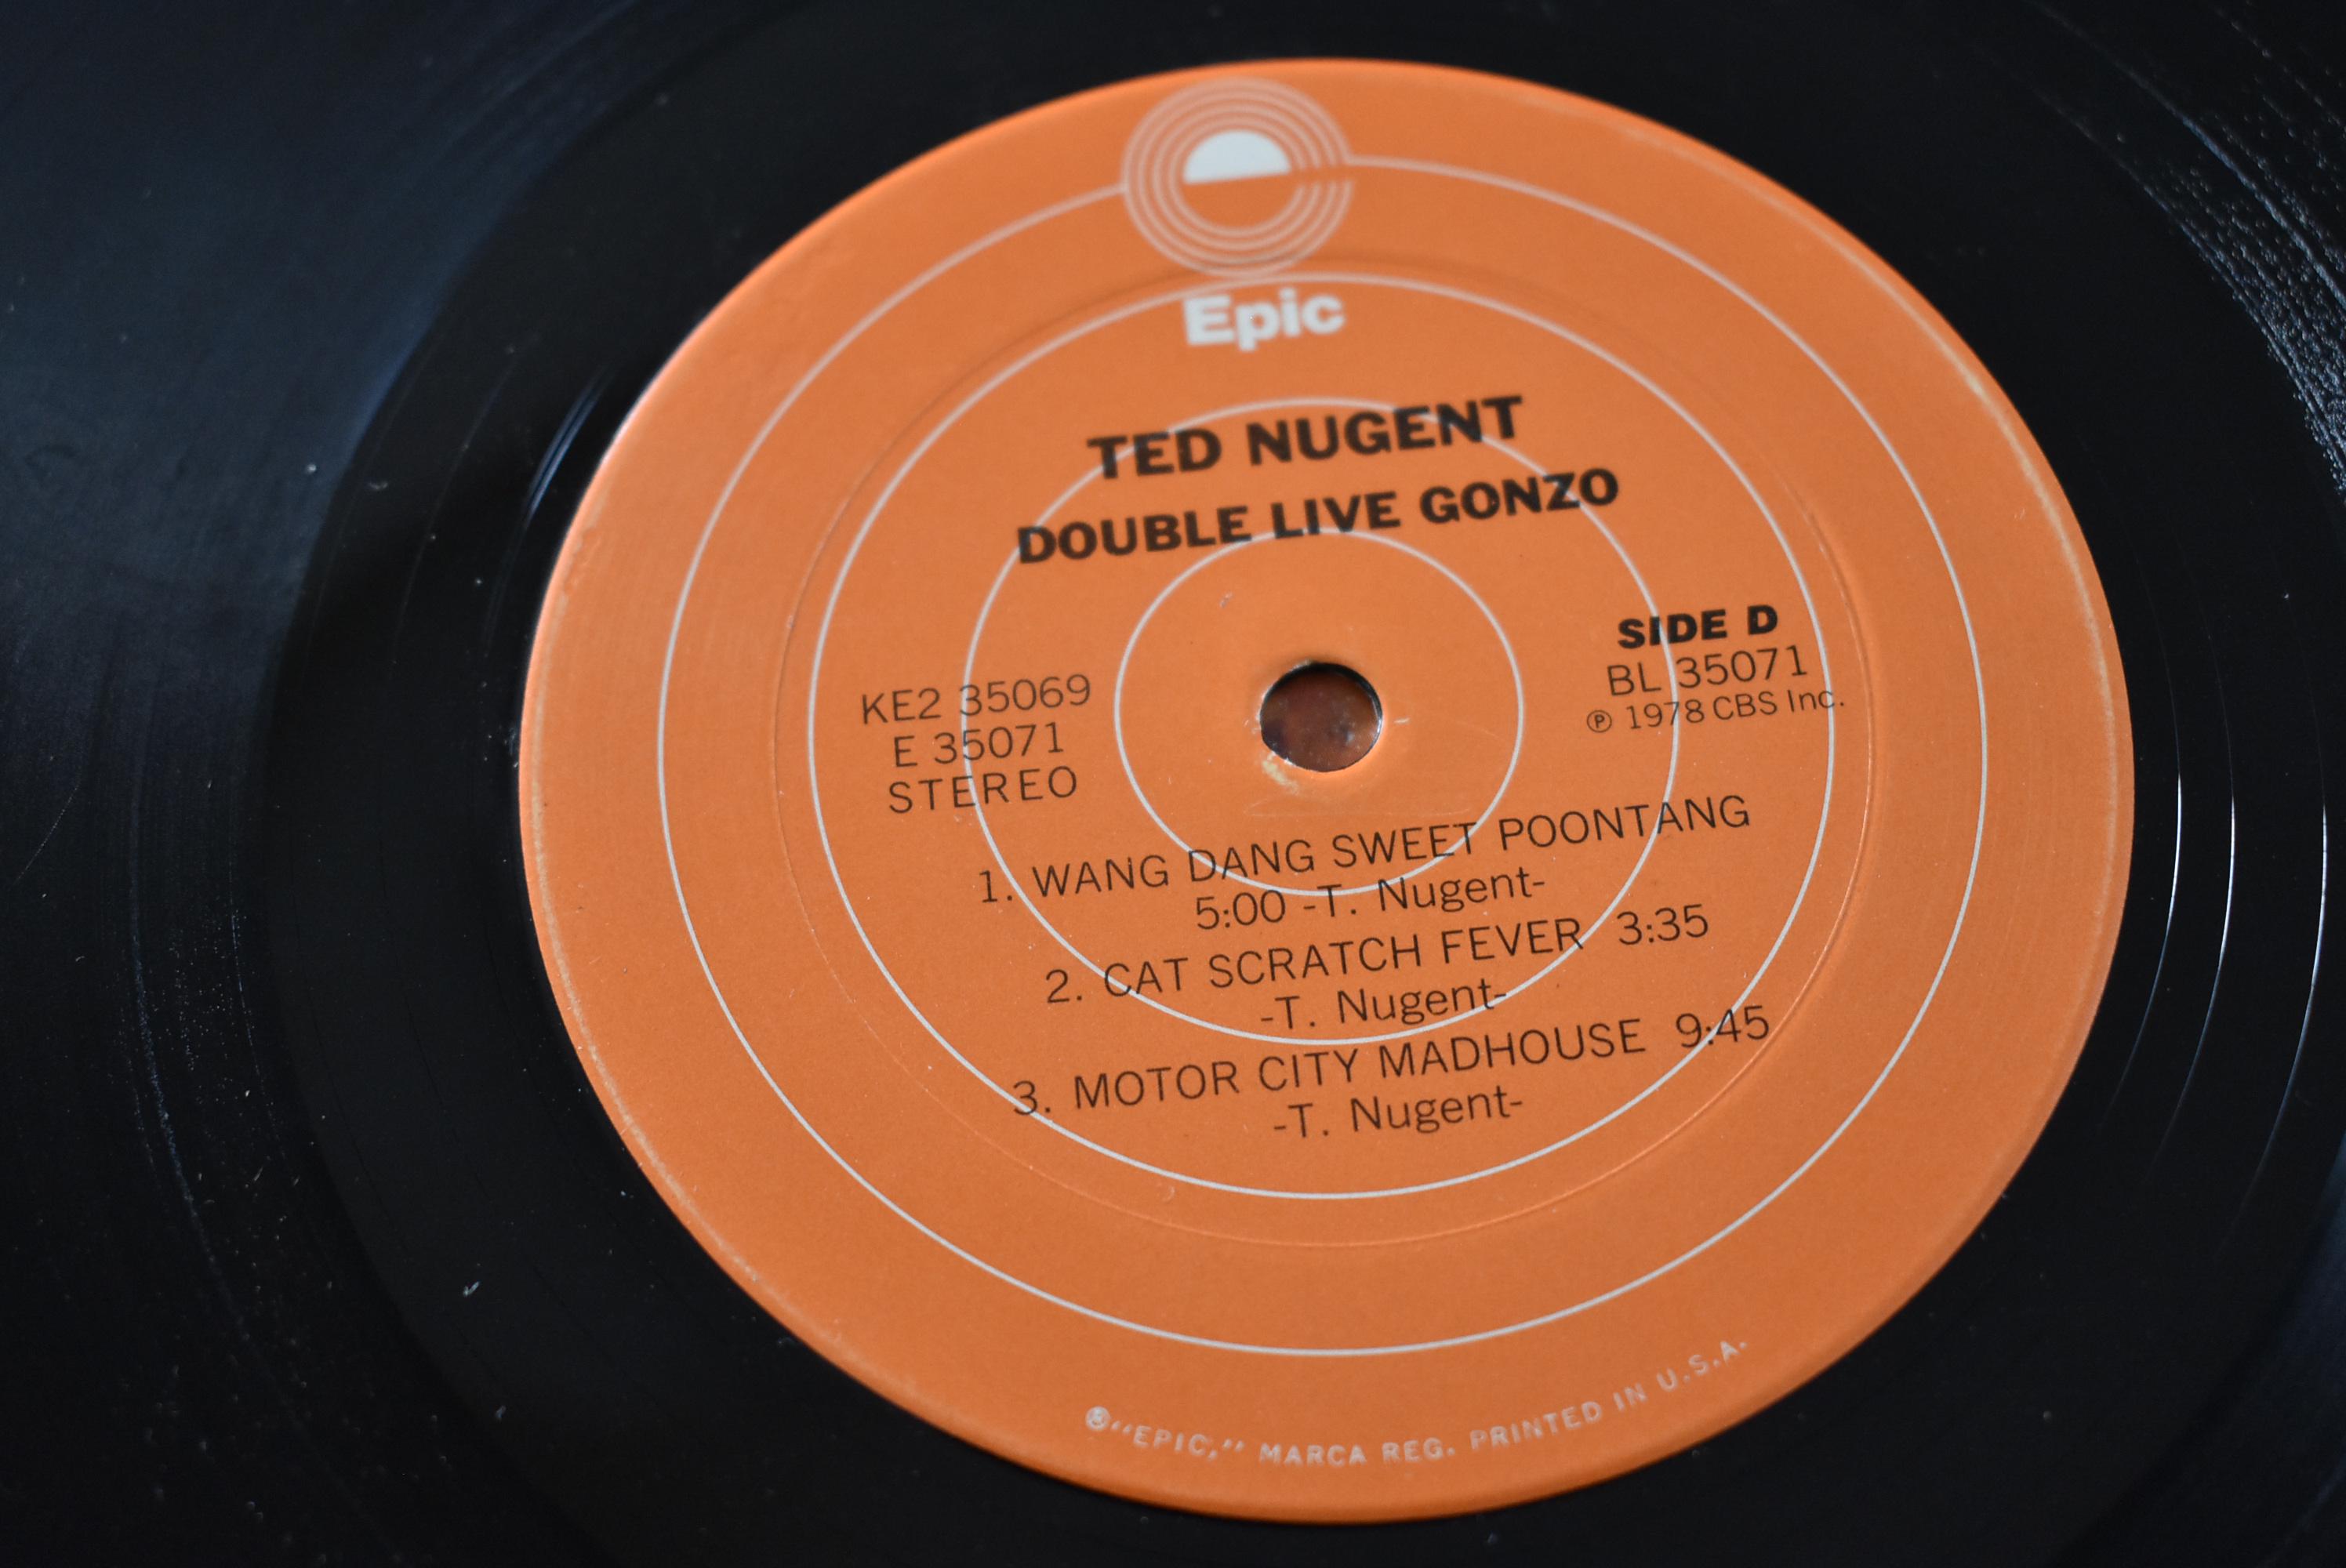 Epic
TED NUGENT
DOUBLE LIVE GONZO
KE2 35069
E 35071
STEREO
SIDE D
BL 35071
℗ 1978 CBS Inc.
1. WANG DANG SWEET POONTANG
5:00 -T. Nugent-
2. CAT SCRATCH FEVER 3:35
-T. Nugent-
3. MOTOR CITY MADHOUSE 9:45
-T. Nugent-
® "EPIC," MARCA REG. PRINTED IN U.S.A.